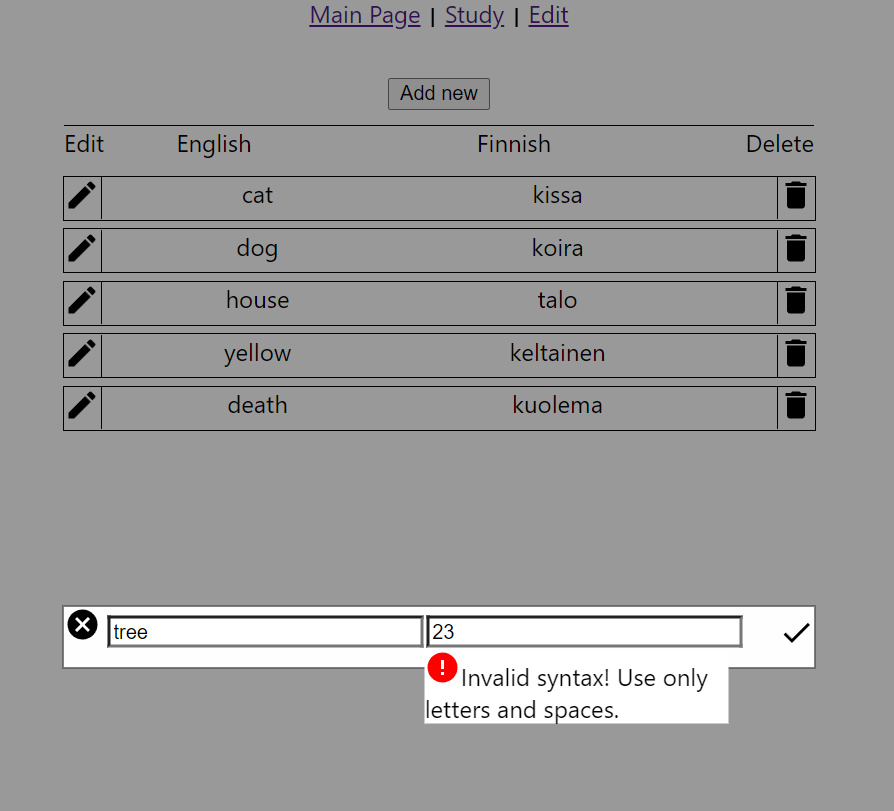 Main Page | Study | Edit
Add new
Edit English Finnish Delete
cat kissa
dog koira
house talo
yellow keltainen
death kuolema
tree 23
Invalid syntax! Use only
letters and spaces.